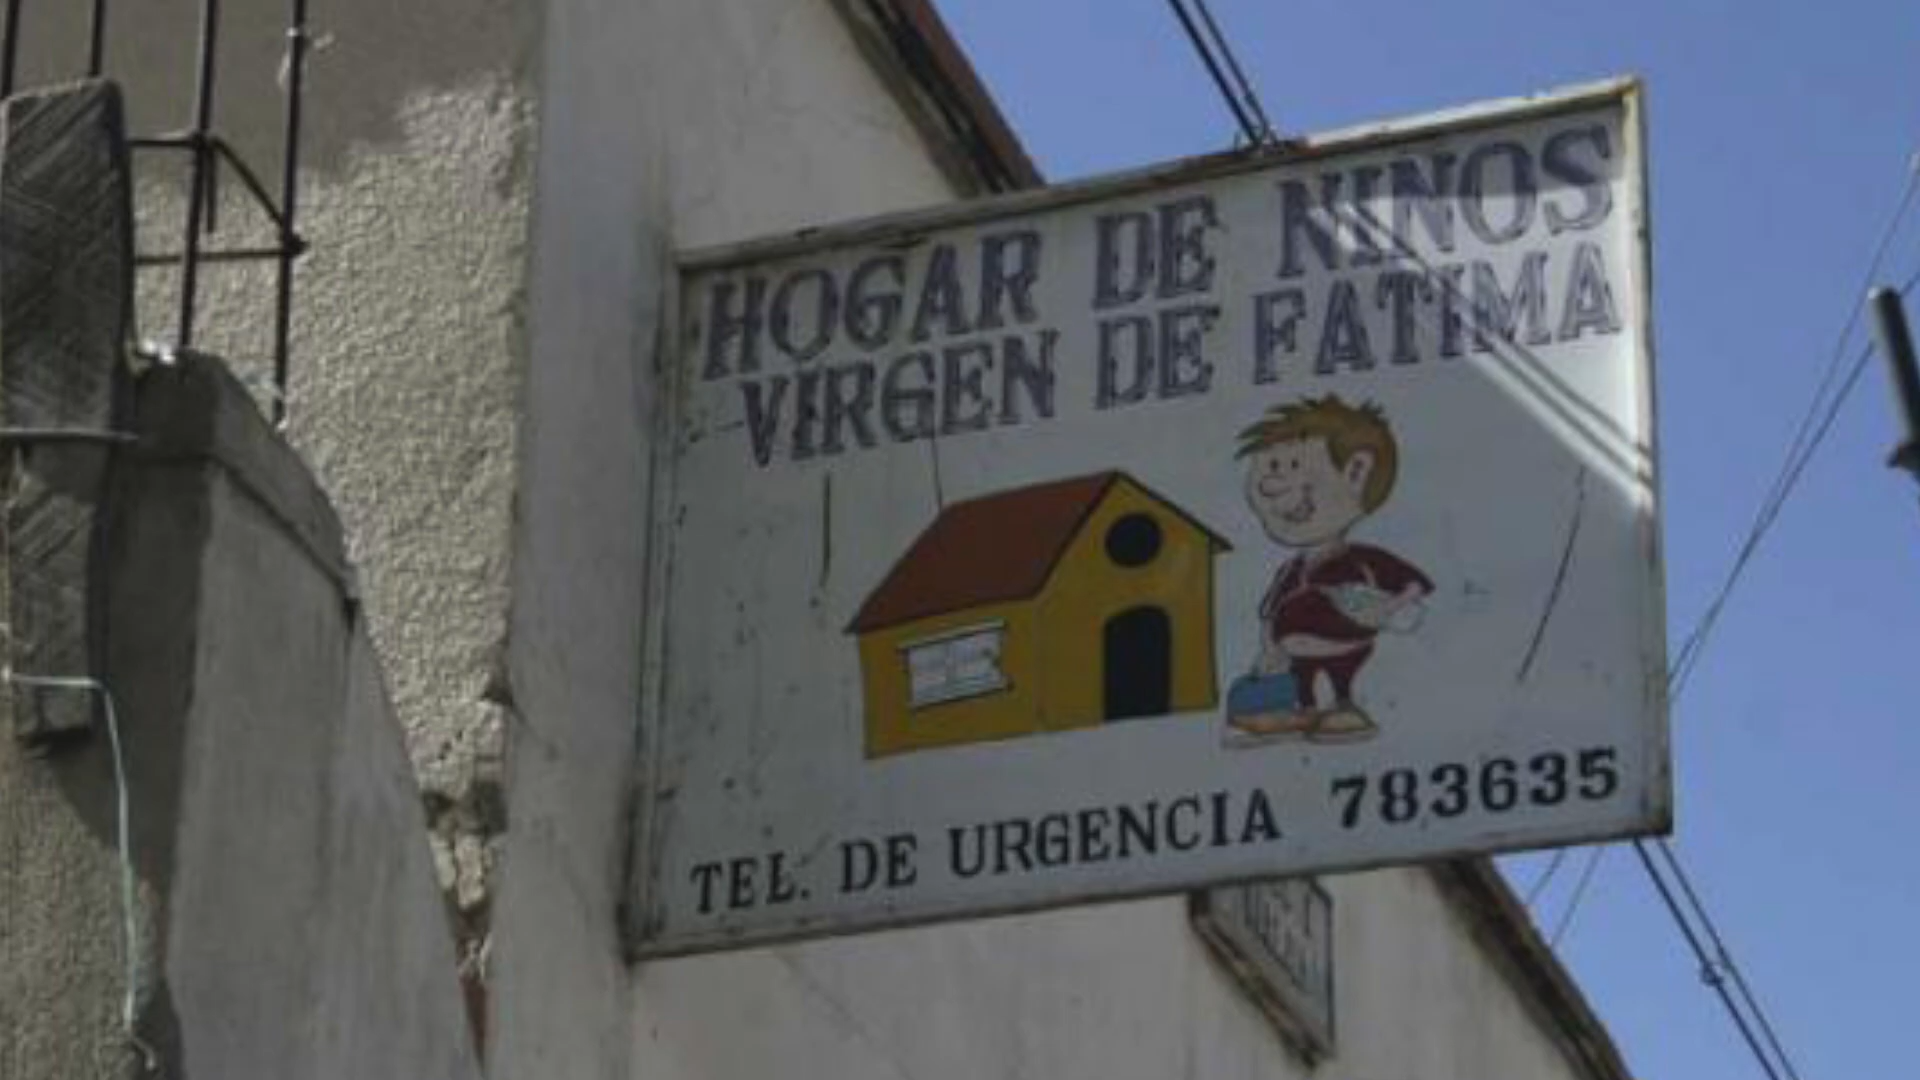 HOGAR DE NINOS
VIRGEN DE FATIMA
TEL. DE URGENCIA 783635